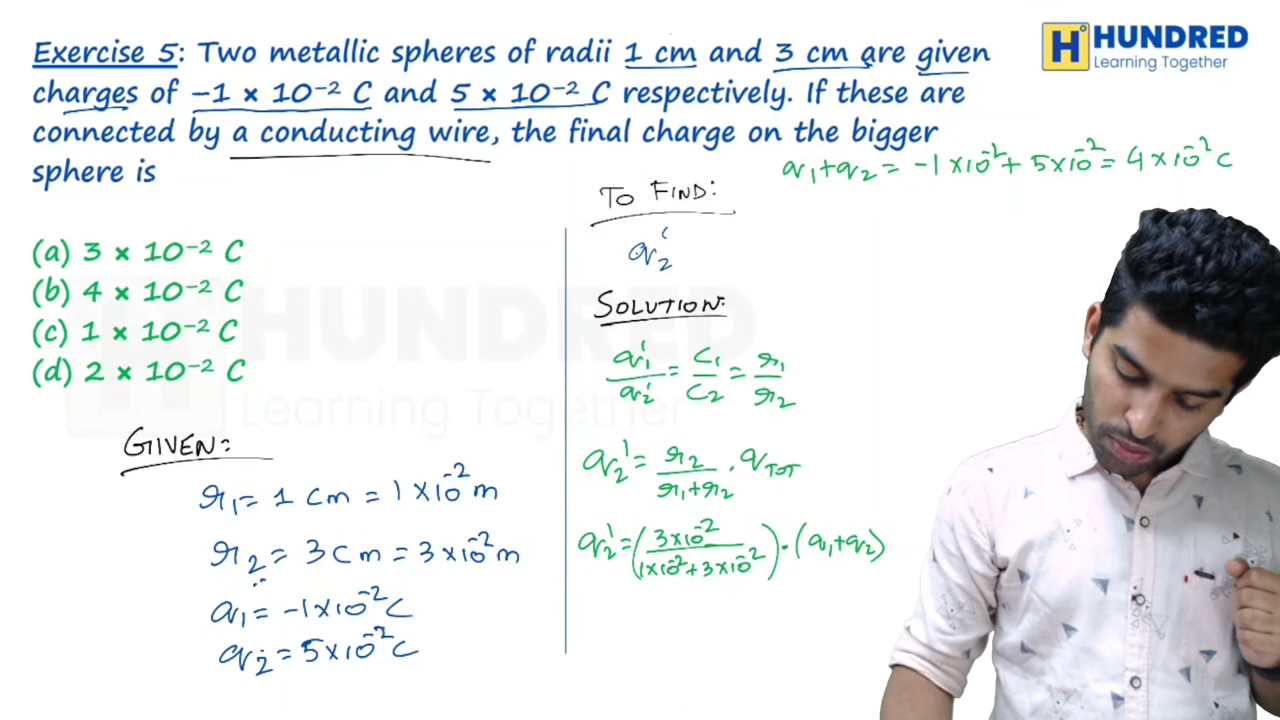 Exercise 5: Two metallic spheres of radii 1 cm and 3 cm are given
charges of −1 × 10⁻² C and 5 × 10⁻² C respectively. If these are
connected by a conducting wire, the final charge on the bigger
sphere is
HUNDRED
Learning Together
q₁+q₂ = -1×10⁻² + 5×10⁻² = 4×10⁻² C
(a) 3 × 10⁻² C
(b) 4 × 10⁻² C
(c) 1 × 10⁻² C
(d) 2 × 10⁻² C
GIVEN:
r₁ = 1 cm = 1×10⁻² m
r₂ = 3 cm = 3×10⁻² m
q₁ = -1×10⁻² C
q₂ = 5×10⁻² C
TO FIND:
q₂'
SOLUTION:
q₁'/q₂' = C₁/C₂ = r₁/r₂
q₂' = r₂/(r₁+r₂) . q_TOT
q₂' = (3×10⁻²/(1×10⁻²+3×10⁻²)) . (q₁+q₂)
HUNDRED
Learning Together